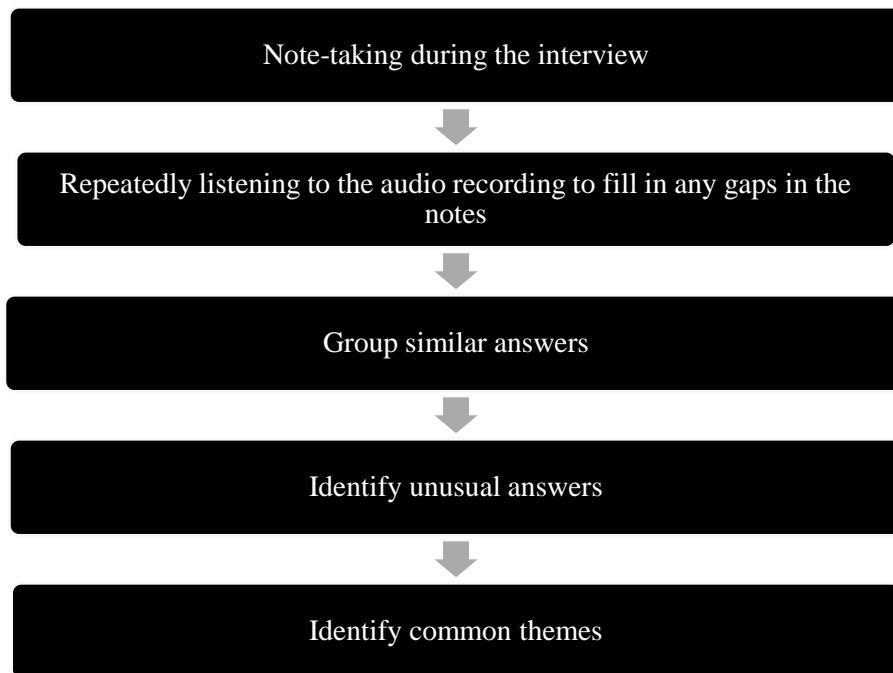 Note-taking during the interview
Repeatedly listening to the audio recording to fill in any gaps in the
notes
Group similar answers
Identify unusual answers
Identify common themes